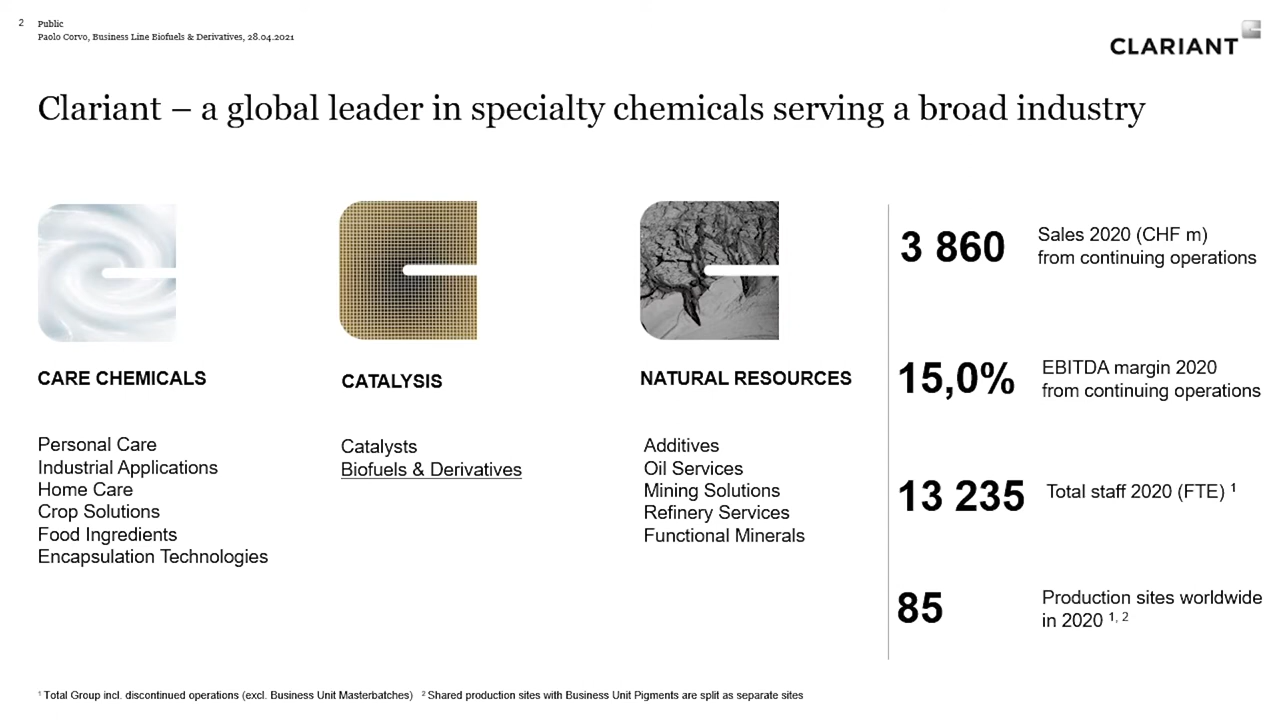 2 Public
Paolo Corvo, Business Line Biofuels & Derivatives, 28.04.2021
CLARIANT
Clariant – a global leader in specialty chemicals serving a broad industry
CARE CHEMICALS
Personal Care
Industrial Applications
Home Care
Crop Solutions
Food Ingredients
Encapsulation Technologies
CATALYSIS
Catalysts
Biofuels & Derivatives
NATURAL RESOURCES
Additives
Oil Services
Mining Solutions
Refinery Services
Functional Minerals
3 860 Sales 2020 (CHF m)
from continuing operations
15,0% EBITDA margin 2020
from continuing operations
13 235 Total staff 2020 (FTE) ¹
85 Production sites worldwide
in 2020 ¹, ²
¹ Total Group incl. discontinued operations (excl. Business Unit Masterbatches) ² Shared production sites with Business Unit Pigments are split as separate sites